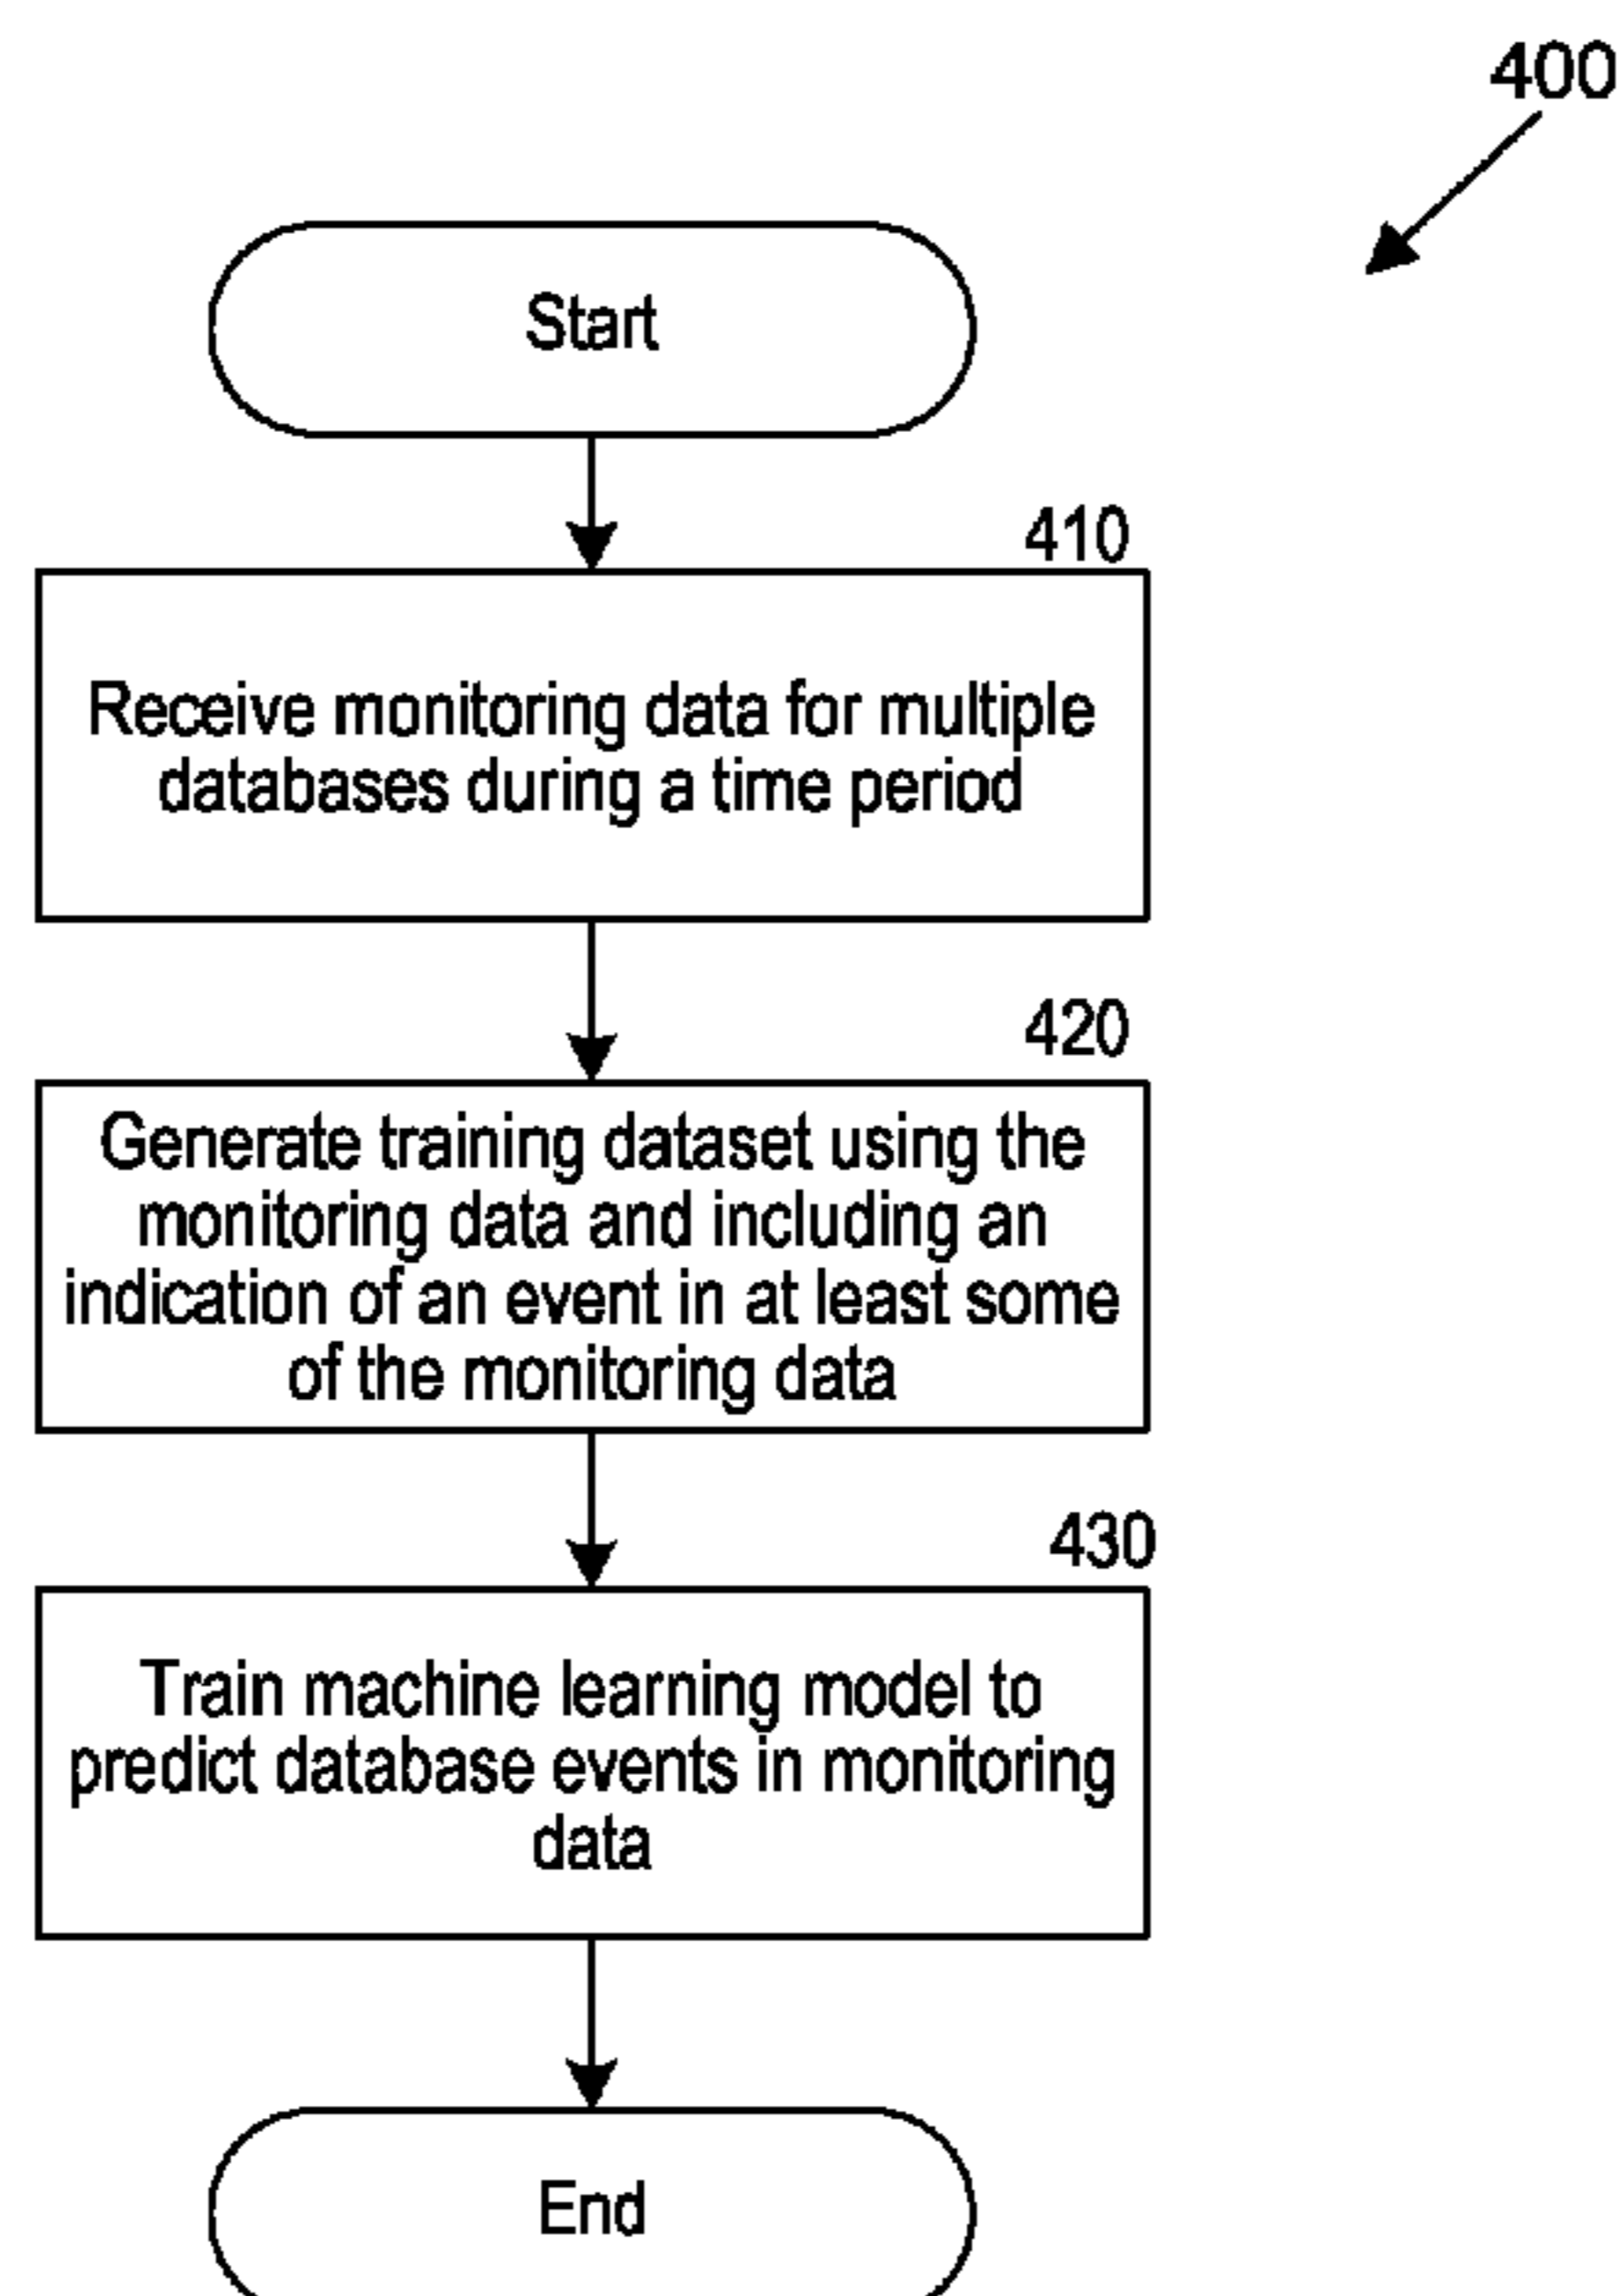 400
Start
410
Receive monitoring data for multiple
databases during a time period
420
Generate training dataset using the
monitoring data and including an
indication of an event in at least some
of the monitoring data
430
Train machine learning model to
predict database events in monitoring
data
End